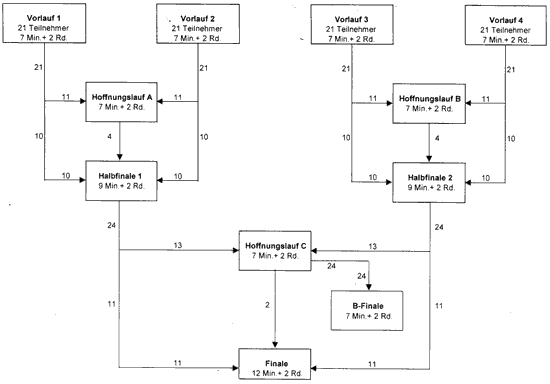 Vorlauf 1
21 Teilnehmer
7 Min.+ 2 Rd.
Vorlauf 2
21 Teilnehmer
7 Min.+ 2 Rd.
Vorlauf 3
21 Teilnehmer
7 Min.+ 2 Rd.
Vorlauf 4
21 Teilnehmer
7 Min.+ 2 Rd.
21
21
21
21
11
Hoffnungslauf A
7 Min.+ 2 Rd.
11
11
Hoffnungslauf B
7 Min.+ 2 Rd.
11
10
4
10
10
4
10
10
Halbfinale 1
9 Min.+ 2 Rd.
10
10
Halbfinale 2
9 Min.+ 2 Rd.
10
24
24
13
Hoffnungslauf C
7 Min.+ 2 Rd.
13
24
24
11
2
B-Finale
7 Min.+ 2 Rd.
11
11
Finale
12 Min.+ 2 Rd.
11